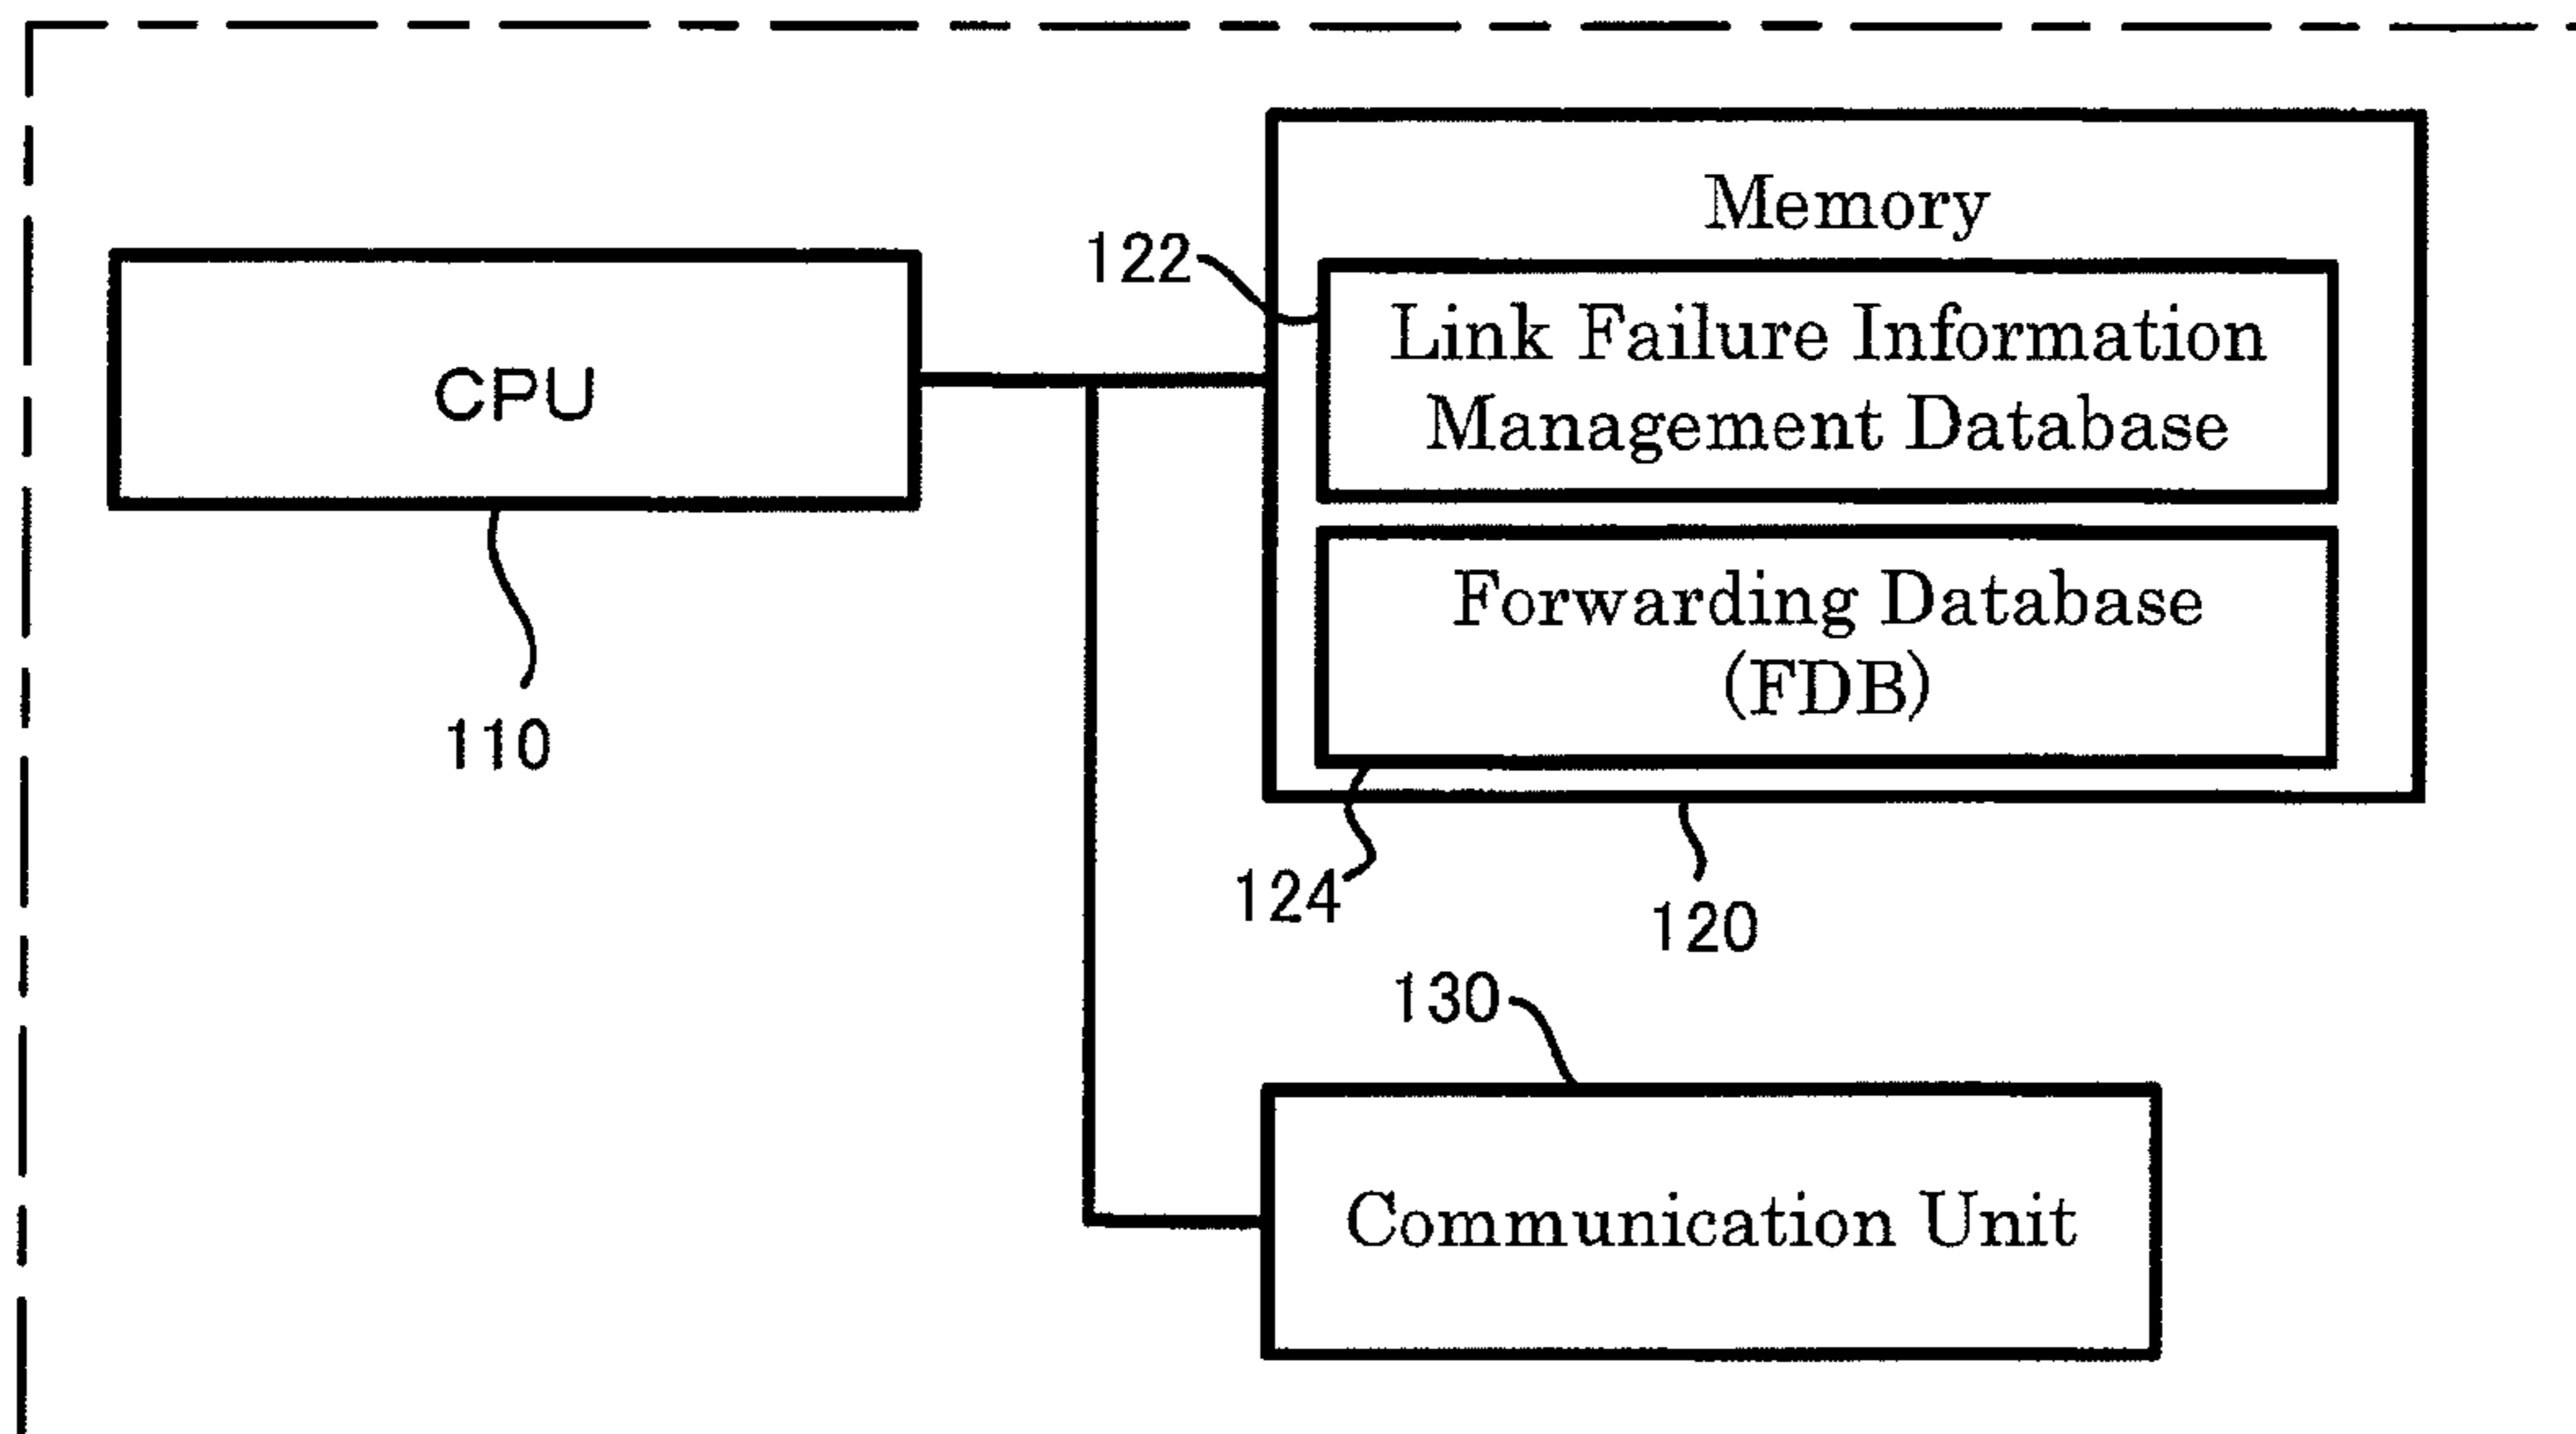 Memory
122
Link Failure Information
Management Database
CPU
Forwarding Database
(FDB)
110
124
120
130
Communication Unit